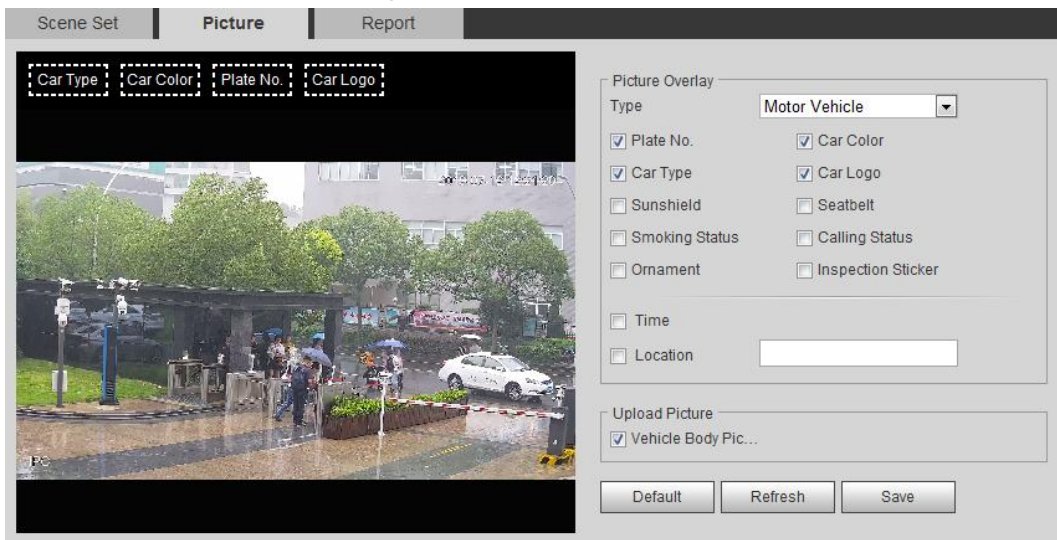 Scene Set Picture Report
Car Type Car Color Plate No. Car Logo
IPC
Picture Overlay
Type Motor Vehicle
Plate No. Car Color
Car Type Car Logo
Sunshield Seatbelt
Smoking Status Calling Status
Ornament Inspection Sticker
Time
Location
Upload Picture
Vehicle Body Pic...
Default Refresh Save